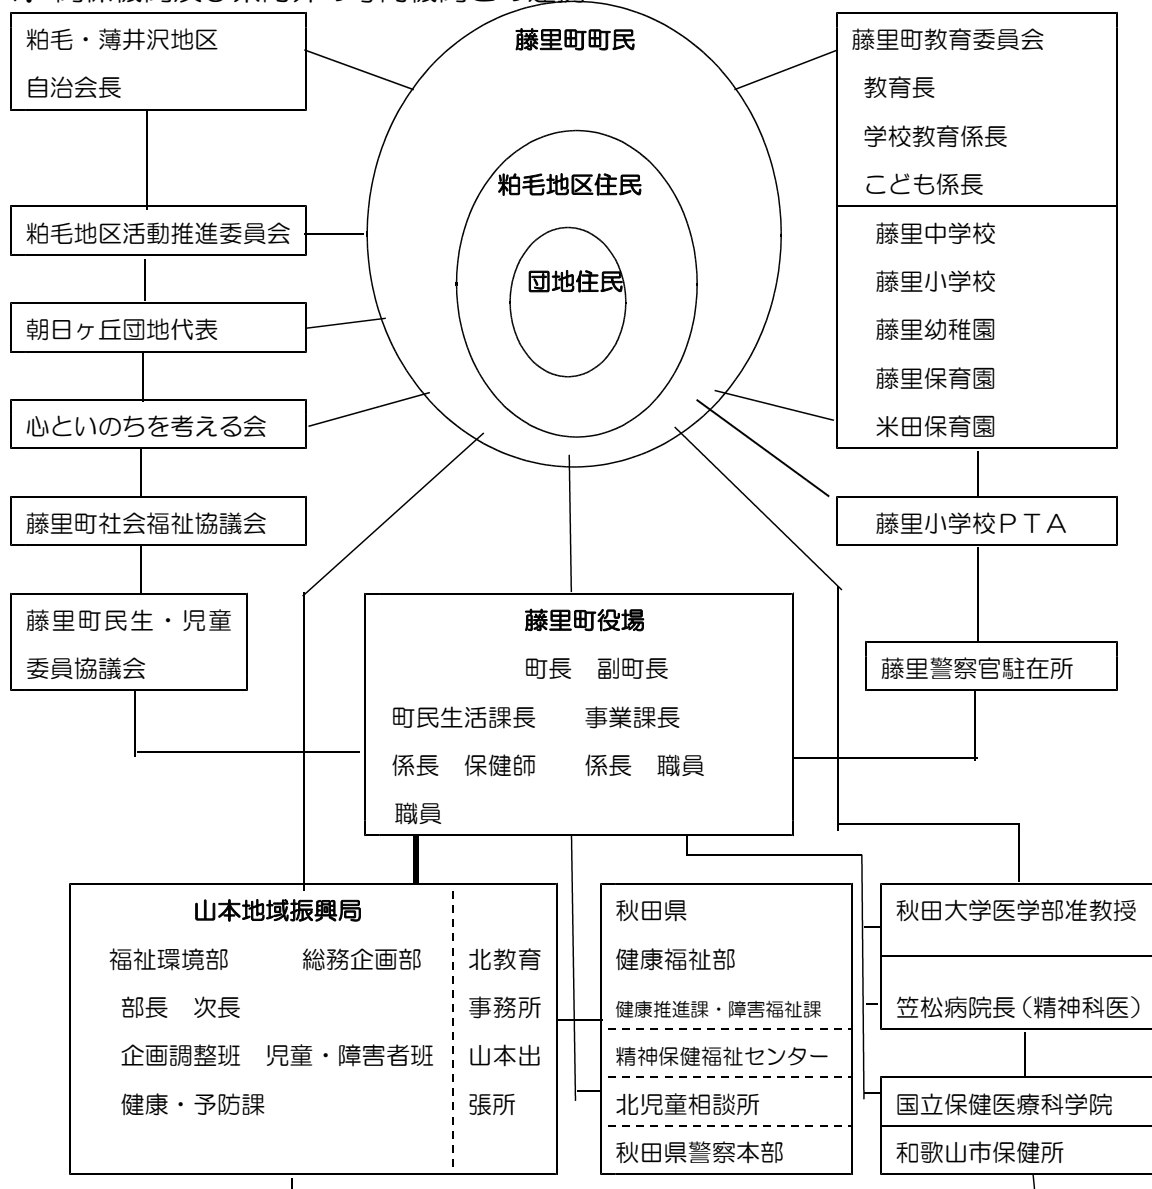 粕毛・薄井沢地区
自治会長
粕毛地区活動推進委員会
朝日ヶ丘団地代表
心といのちを考える会
藤里町社会福祉協議会
藤里町民生・児童
委員協議会
藤里町町民
粕毛地区住民
団地住民
藤里町教育委員会
教育長
学校教育係長
こども係長
藤里中学校
藤里小学校
藤里幼稚園
藤里保育園
米田保育園
藤里小学校ＰＴＡ
藤里警察官駐在所
藤里町役場
町長　副町長
町民生活課長　　事業課長
係長　保健師　　係長　職員
職員
山本地域振興局
福祉環境部　　　総務企画部
部長　次長
企画調整班　児童・障害者班
健康・予防課
北教育
事務所
山本出
張所
秋田県
健康福祉部
健康推進課・障害福祉課
精神保健福祉センター
北児童相談所
秋田県警察本部
秋田大学医学部准教授
笠松病院長（精神科医）
国立保健医療科学院
和歌山市保健所